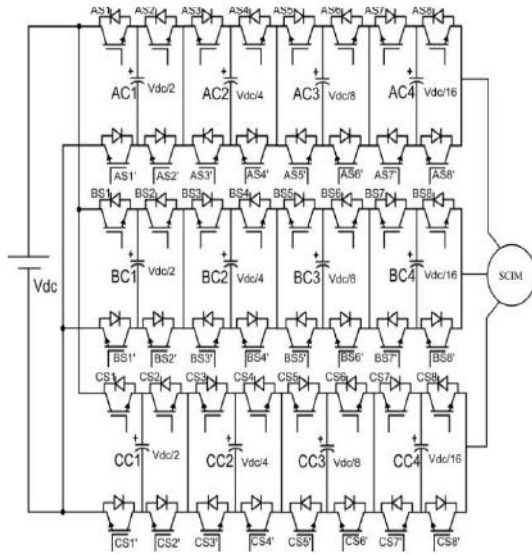 AS1 AS2 AS3 AS4 AS5 AS6 AS7 AS8
+ + + +
AC1 Vdc/2 AC2 Vdc/4 AC3 Vdc/8 AC4 Vdc/16
AS1' AS2' AS3' AS4' AS5' AS6' AS7' AS8'
BS1 BS2 BS3 BS4 BS5 BS6 BS7 BS8
+ + + +
BC1 Vdc/2 BC2 Vdc/4 BC3 Vdc/8 BC4 Vdc/16
Vdc
SCIM
BS1' BS2' BS3' BS4' BS5' BS6' BS7' BS8'
CS1 CS2 CS3 CS4 CS5 CS6 CS7 CS8
+ + + +
CC1 Vdc/2 CC2 Vdc/4 CC3 Vdc/8 CC4 Vdc/16
CS1' CS2' CS3' CS4' CS5' CS6' CS7' CS8'